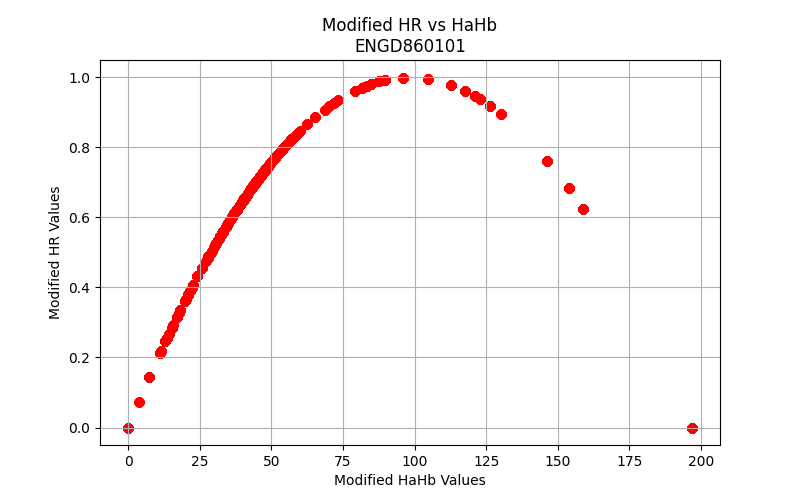 Modified HR vs HaHb
ENGD860101
1.0
0.8
0.6
0.4
0.2
0.0
Modified HR Values
0 25 50 75 100 125 150 175 200
Modified HaHb Values